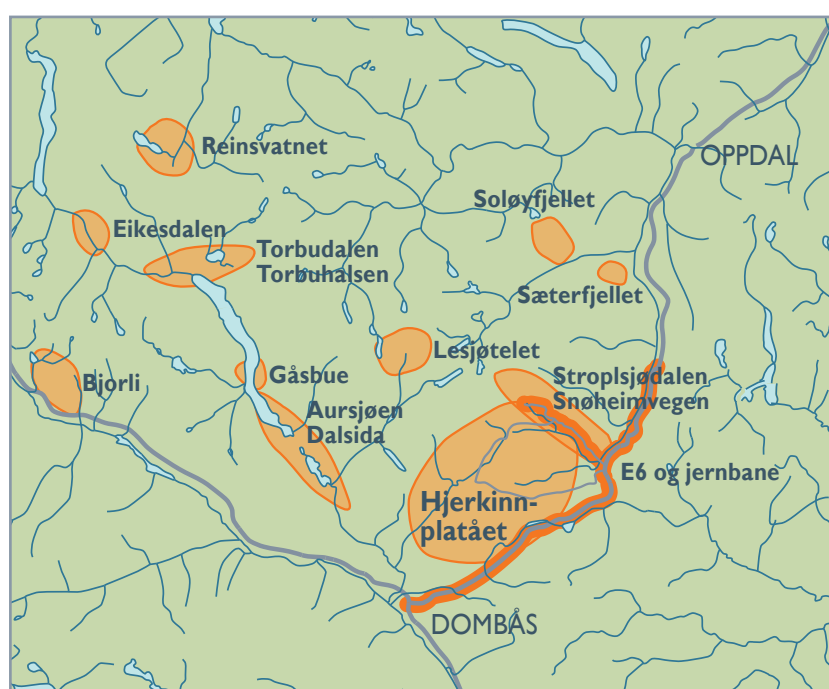 Reinsvatnet
OPPDAL
Soløyfjellet
Eikesdalen
Torbudalen
Torbuhalsen
Sæterfjellet
Lesjøtelet
Bjorli
Gåsbue
Stroplsjødalen
Snøheimvegen
Aursjøen
Dalsida
E6 og jernbane
Hjerkinn-
platået
DOMBÅS